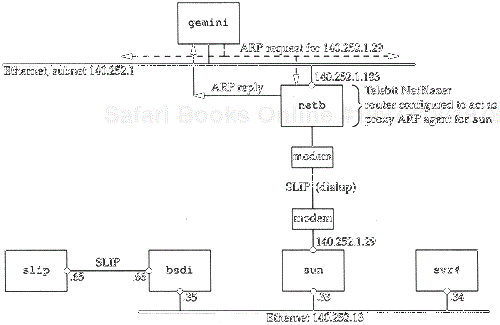 gemini
ARP request for 140.252.1.29
Ethernet, subnet 140.252.1
140.252.1.183
ARP reply
netb
Telebit NetBlazer
router configured to act as
proxy ARP agent for sun
Safari Books Online
modem
SLIP (dialup)
modem
140.252.1.29
slip
SLIP
bsdi
sun
svr4
.65
.66
.35
.33
.34
Ethernet 140.252.13